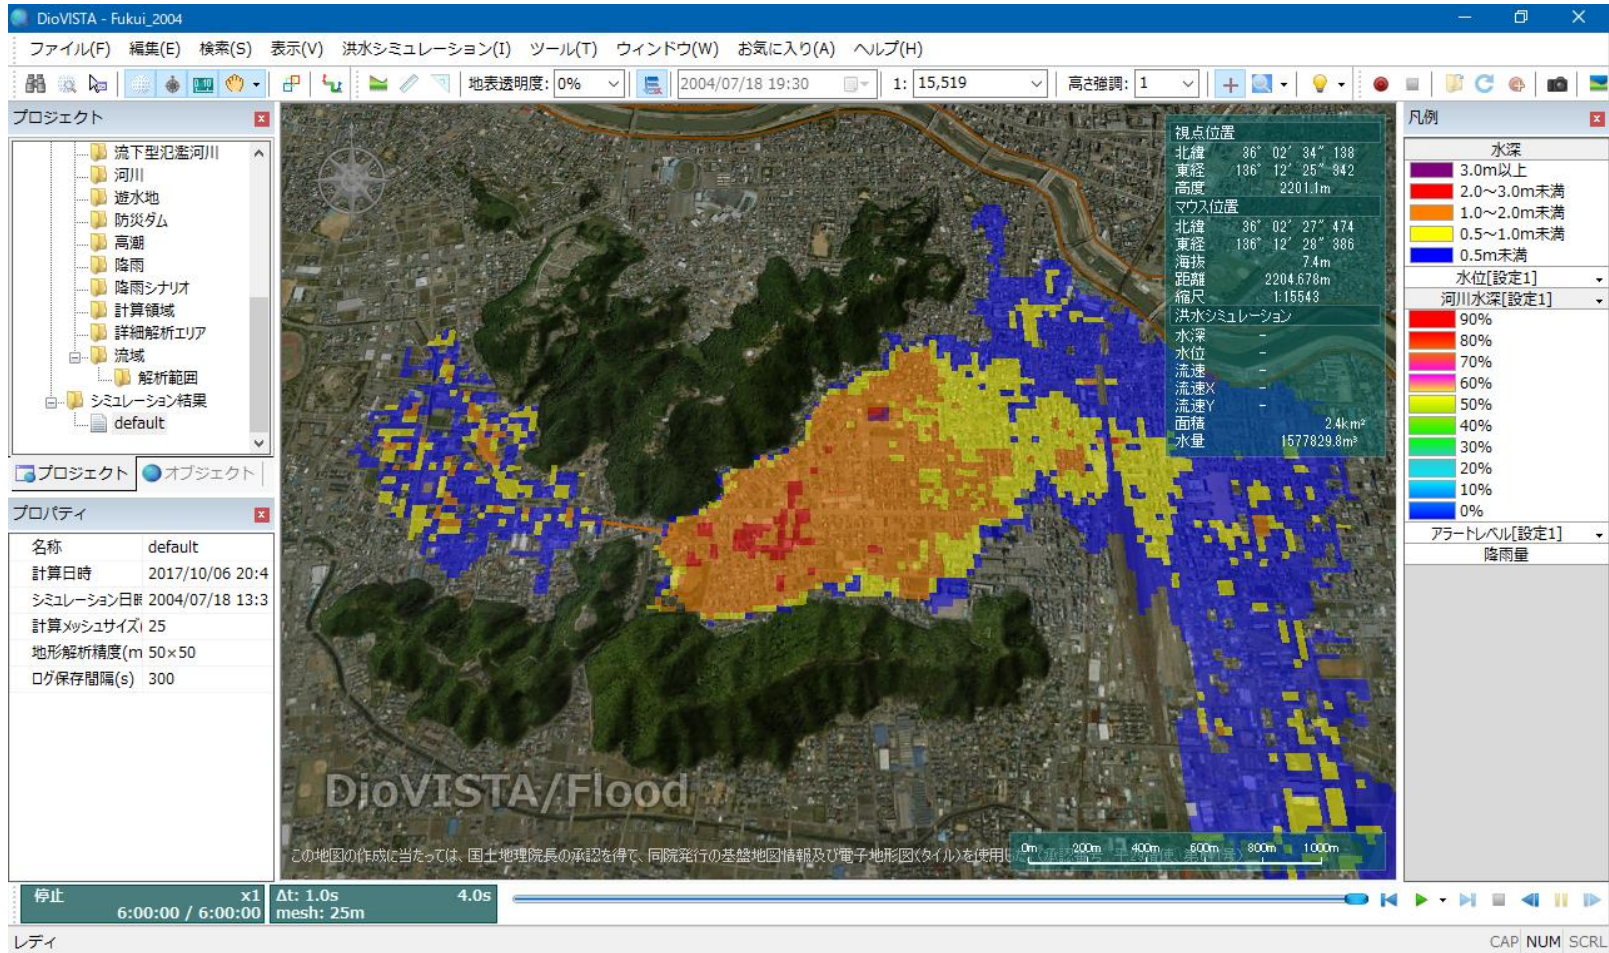 DioVISTA - Fukui_2004
ファイル(F) 編集(E) 検索(S) 表示(V) 洪水シミュレーション(I) ツール(T) ウィンドウ(W) お気に入り(A) ヘルプ(H)
地表透明度: 0% 2004/07/18 19:30 1: 15,519 高さ強調: 1
プロジェクト
流下型氾濫河川
河川
遊水地
防災ダム
高潮
降雨
降雨シナリオ
計算領域
詳細解析エリア
流域
解析範囲
シミュレーション結果
default
プロジェクト オブジェクト
プロパティ
名称 default
計算日時 2017/10/06 20:4
シミュレーション日時 2004/07/18 13:3
計算メッシュサイズ( 25
地形解析精度(m 50×50
ログ保存間隔(s) 300
視点位置
北緯 36° 02′ 34″ 138
東経 136° 12′ 25″ 342
高度 2201.1m
マウス位置
北緯 36° 02′ 27″ 474
東経 136° 12′ 28″ 386
海抜 7.4m
距離 2204.678m
縮尺 1:15543
洪水シミュレーション
水深 -
水位 -
流速 -
流速X -
流速Y -
面積 2.4km²
水量 1577829.8m³
DioVISTA/Flood
この地図の作成に当たっては、国土地理院長の承認を得て、同院発行の基盤地図情報及び電子地形図(タイル)を使用し
0m 200m 400m 600m 800m 1000m
凡例
水深
3.0m以上
2.0～3.0m未満
1.0～2.0m未満
0.5～1.0m未満
0.5m未満
水位[設定1]
河川水深[設定1]
90%
80%
70%
60%
50%
40%
30%
20%
10%
0%
アラートレベル[設定1]
降雨量
停止 x1
6:00:00 / 6:00:00
Δt: 1.0s 4.0s
mesh: 25m
レディ
CAP NUM SCRL